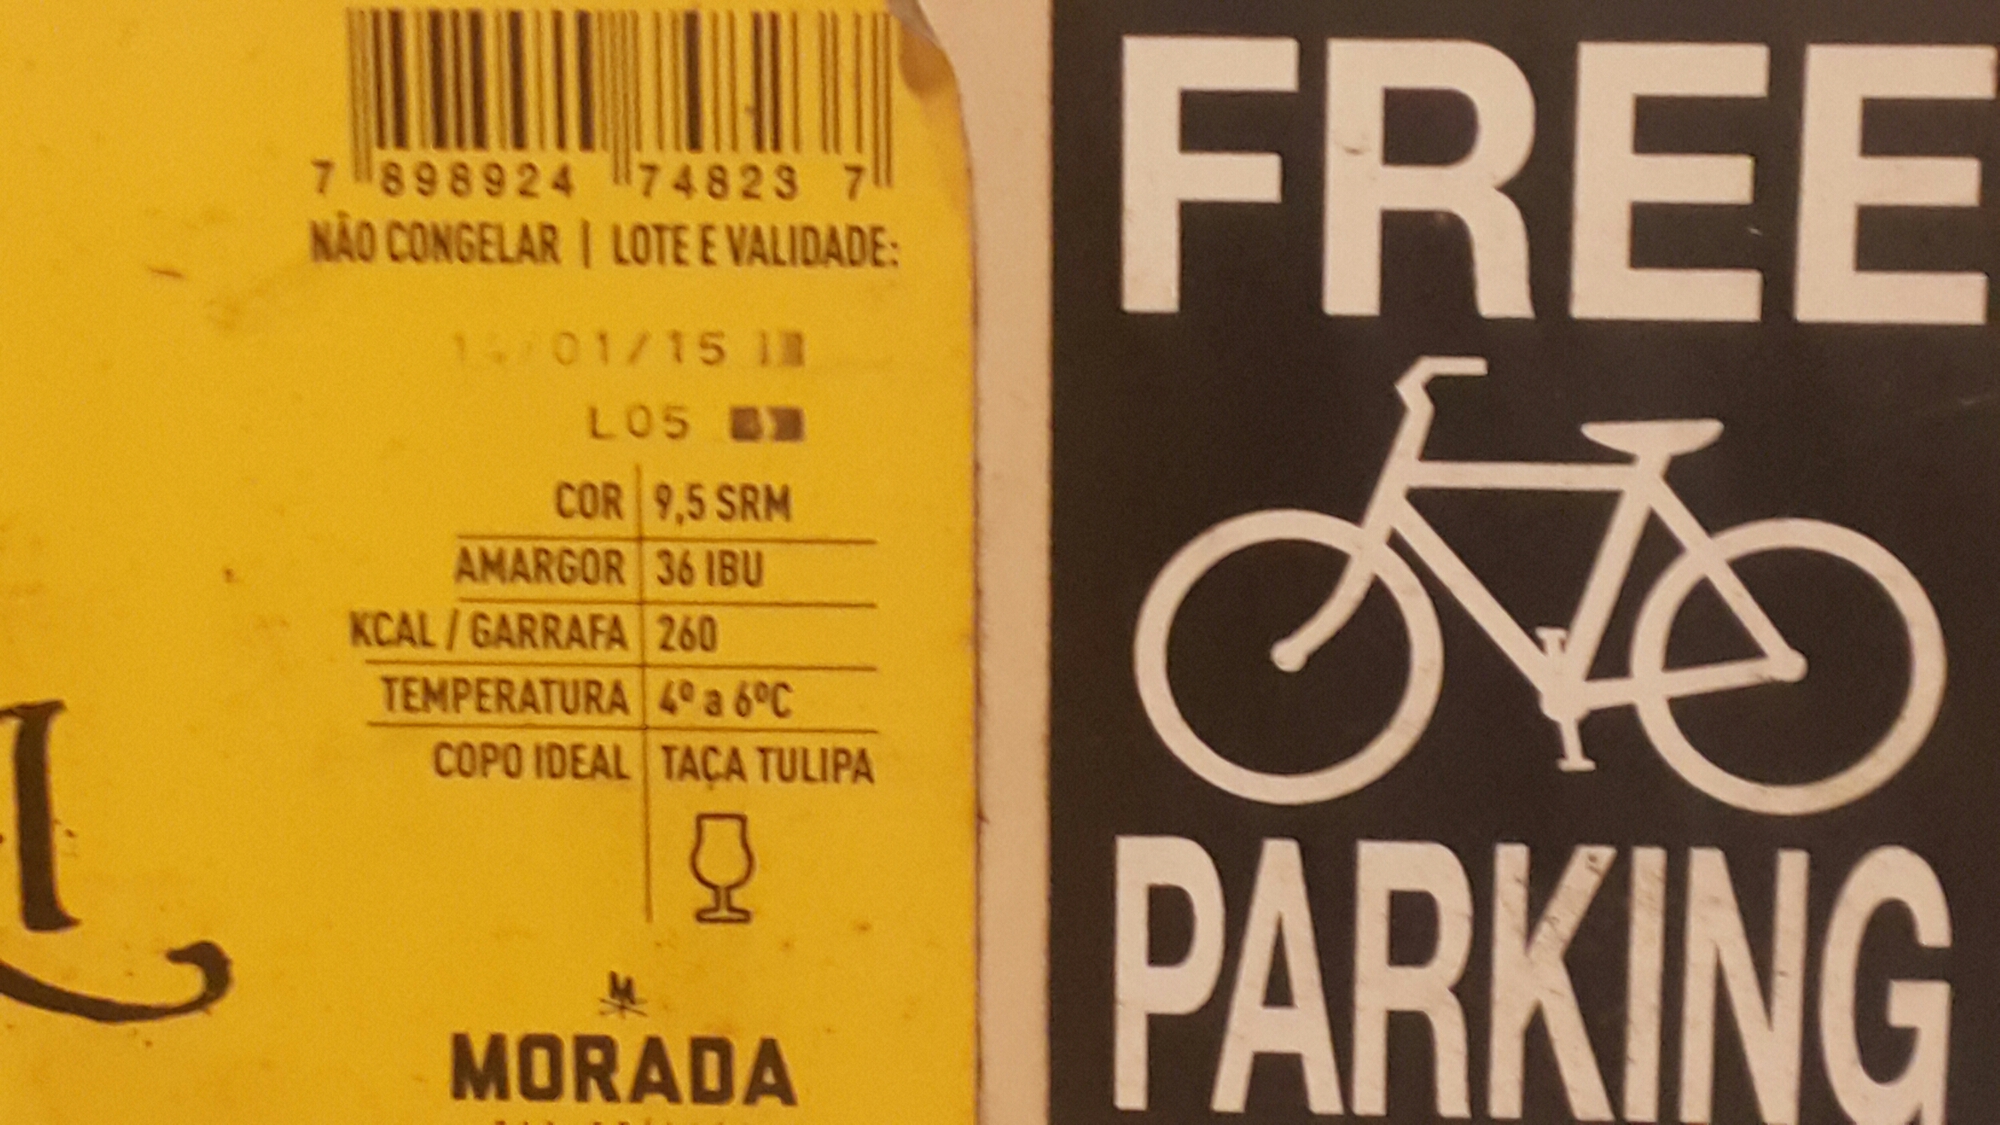 7 898924 74823 7
NÃO CONGELAR | LOTE E VALIDADE:
/01/15
L05
COR 9,5 SRM
AMARGOR 36 IBU
KCAL / GARRAFA 260
TEMPERATURA 4º a 6ºC
COPO IDEAL TAÇA TULIPA
M
MORADA
FREE
PARKING